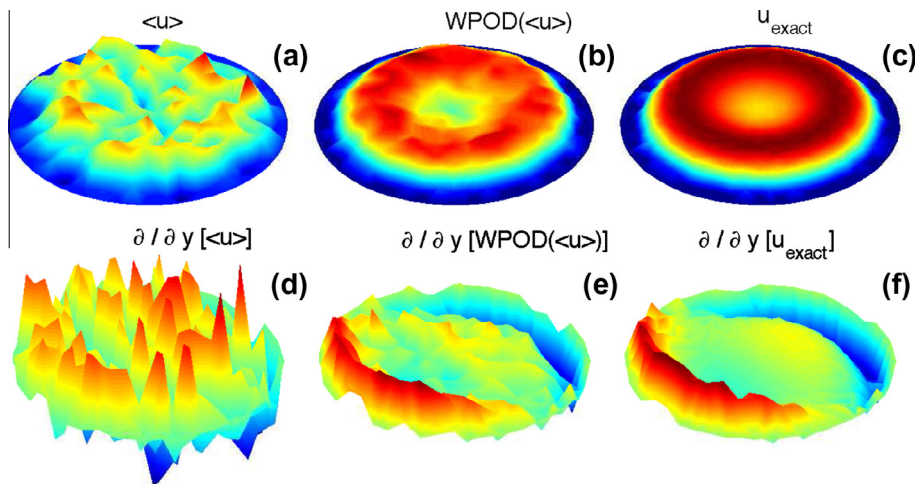 <u>
(a)
WPOD(<u>)
(b)
u_exact
(c)
∂ / ∂ y [<u>]
(d)
∂ / ∂ y [WPOD(<u>)]
(e)
∂ / ∂ y [u_exact]
(f)